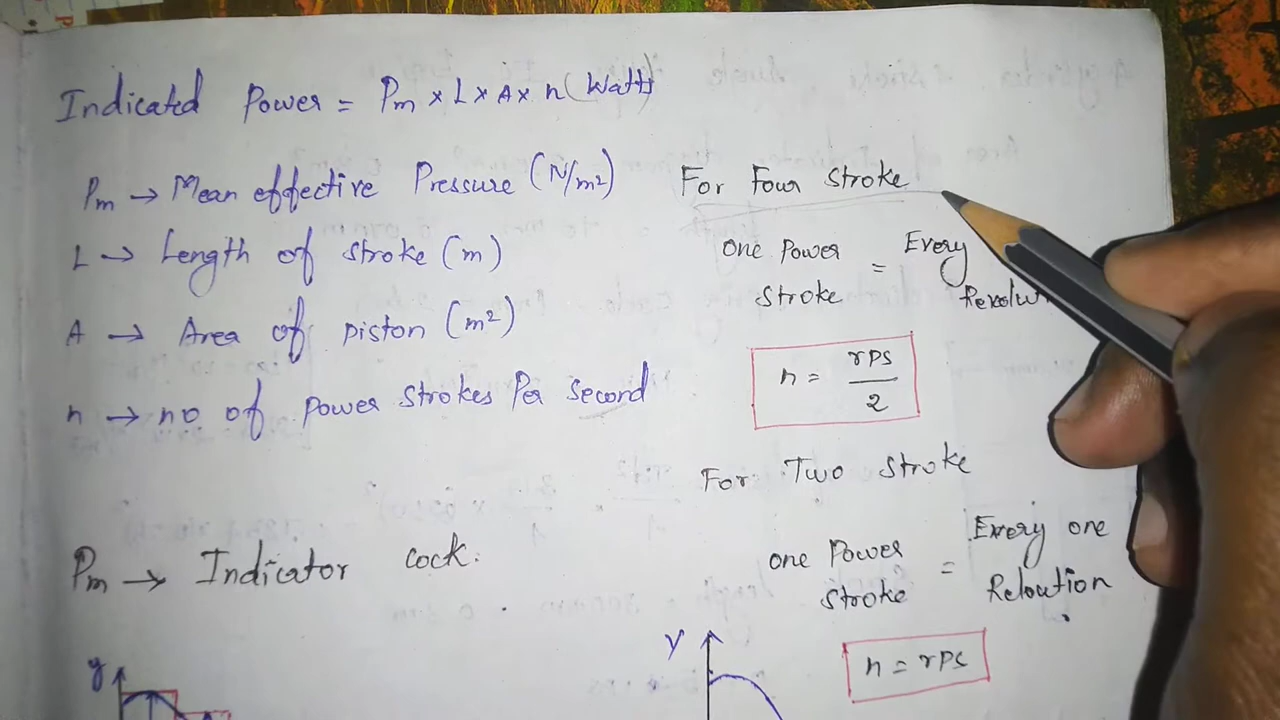 Indicated Power = Pm × L × A × n (Watts)
Pm → Mean effective Pressure (N/m²)
L → Length of stroke (m)
A → Area of piston (m²)
n → no of power strokes Per second
Pm → Indicator cock.
y
For Four stroke
one Power stroke = Every
n = rps/2
For Two stroke
one Power stroke = Every one Reloution
n = rps
Y